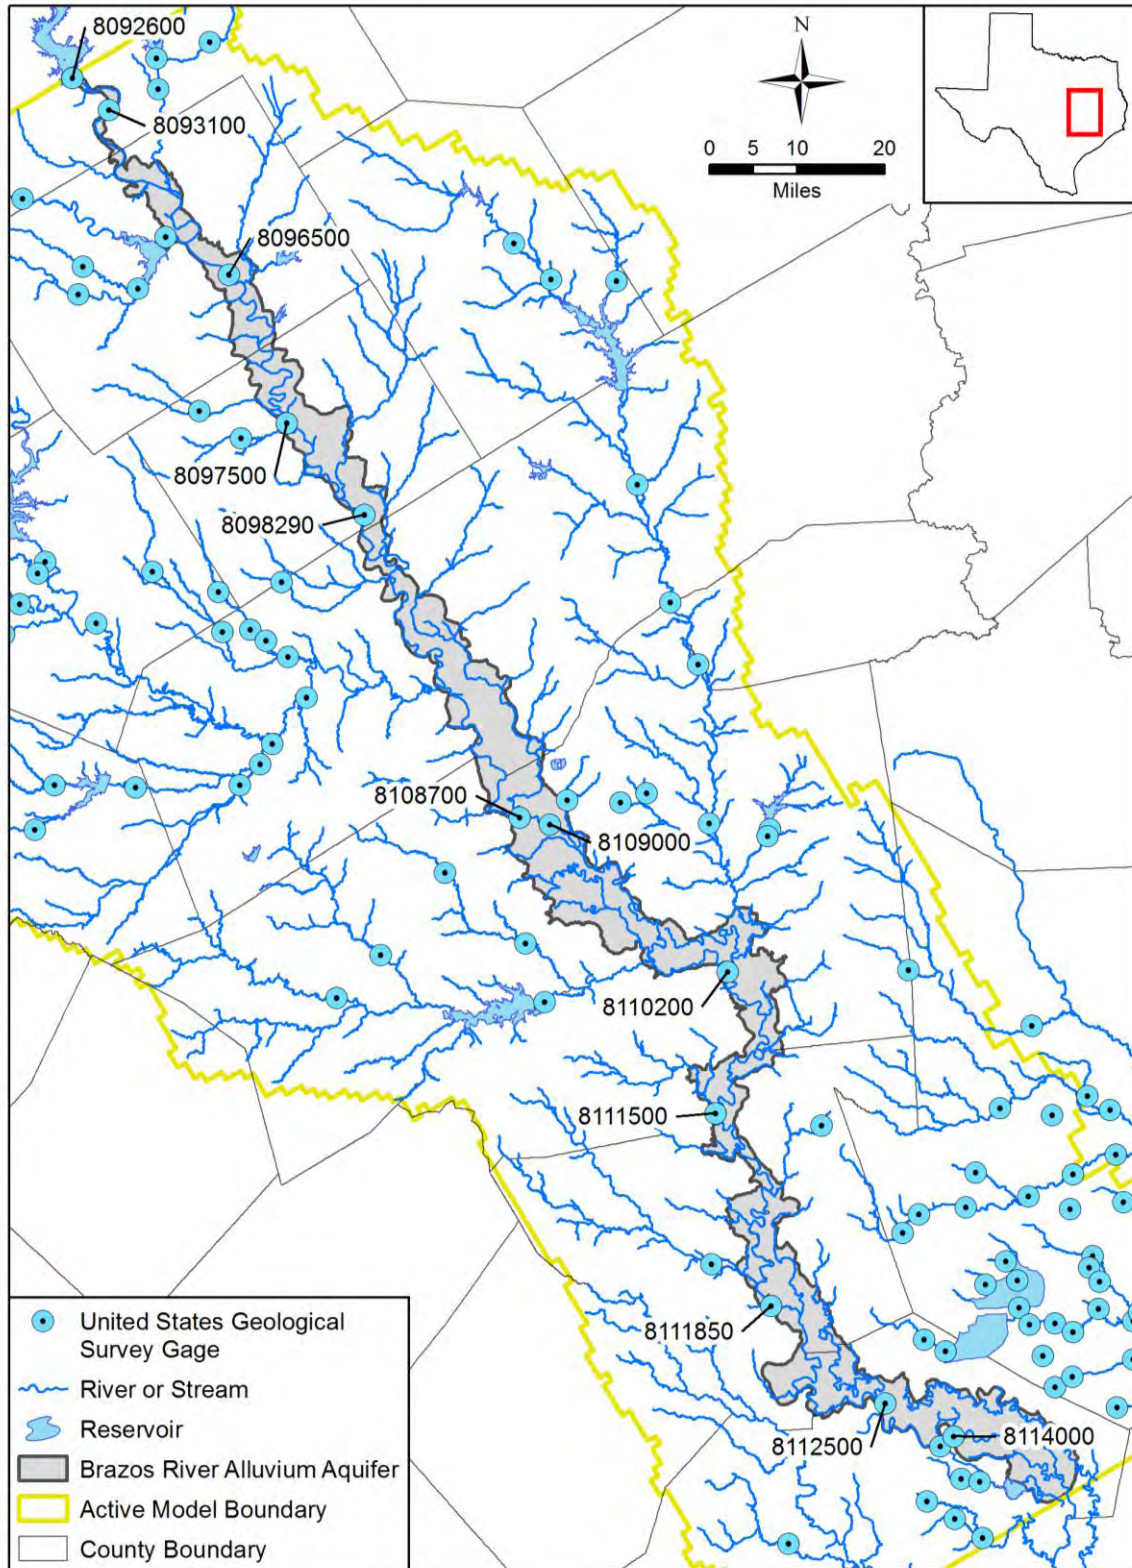 8092600
N
8093100
0 5 10 20
Miles
8096500
8097500
8098290
8108700
8109000
8110200
8111500
8111850
8112500
8114000
United States Geological
Survey Gage
River or Stream
Reservoir
Brazos River Alluvium Aquifer
Active Model Boundary
County Boundary